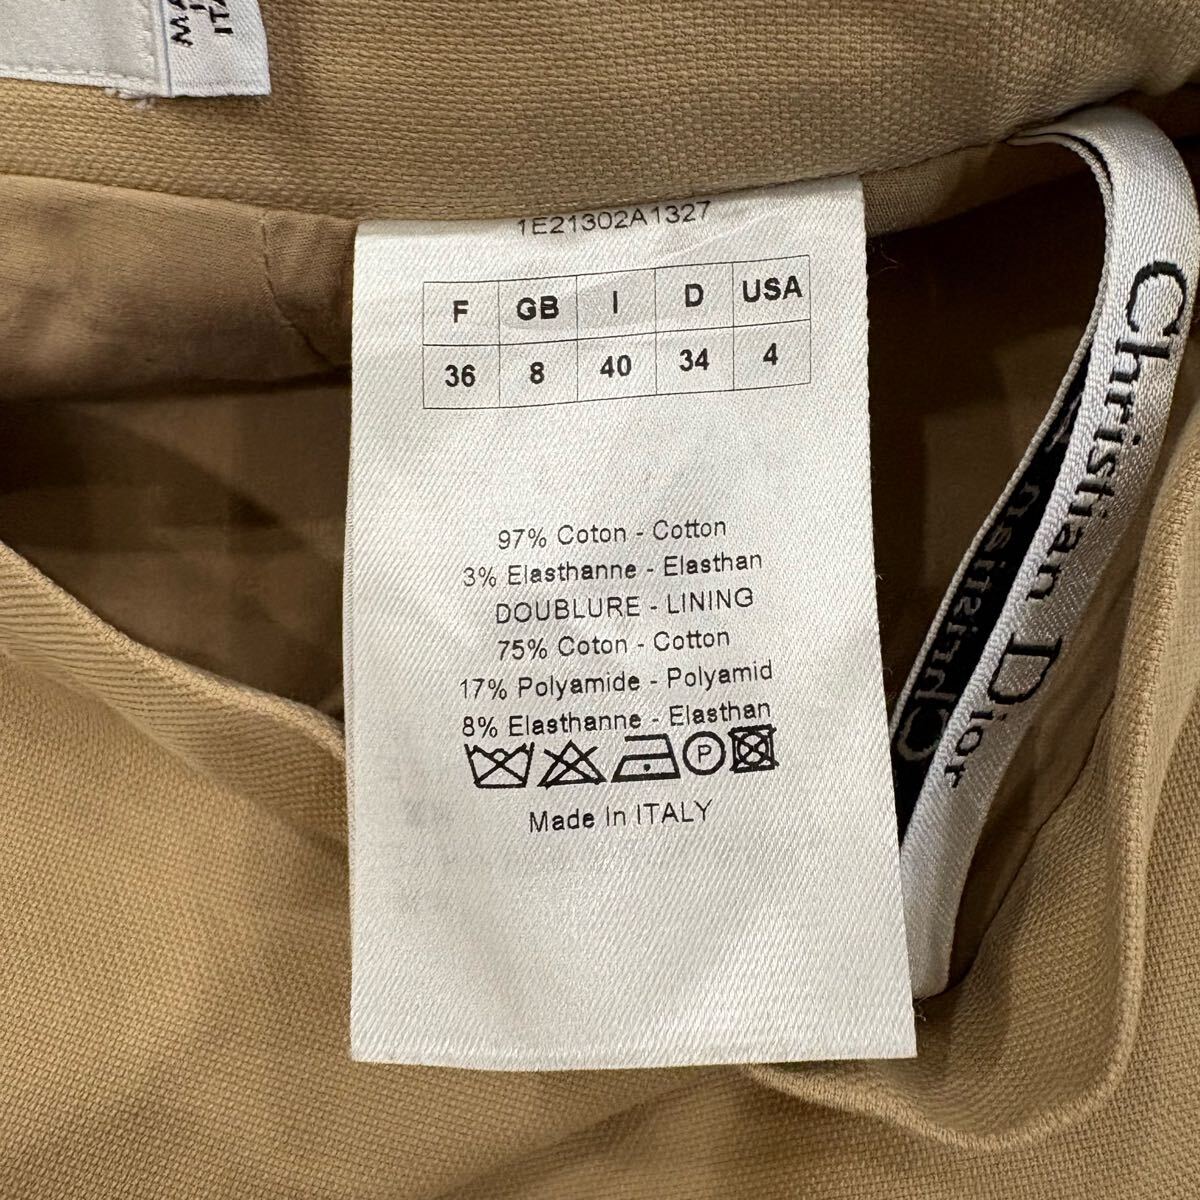 1E21302A1327
F GB I D USA
36 8 40 34 4
97% Coton - Cotton
3% Elasthanne - Elasthan
DOUBLURE - LINING
75% Coton - Cotton
17% Polyamide - Polyamid
8% Elasthanne - Elasthan
P
Made In ITALY
Christian Dior